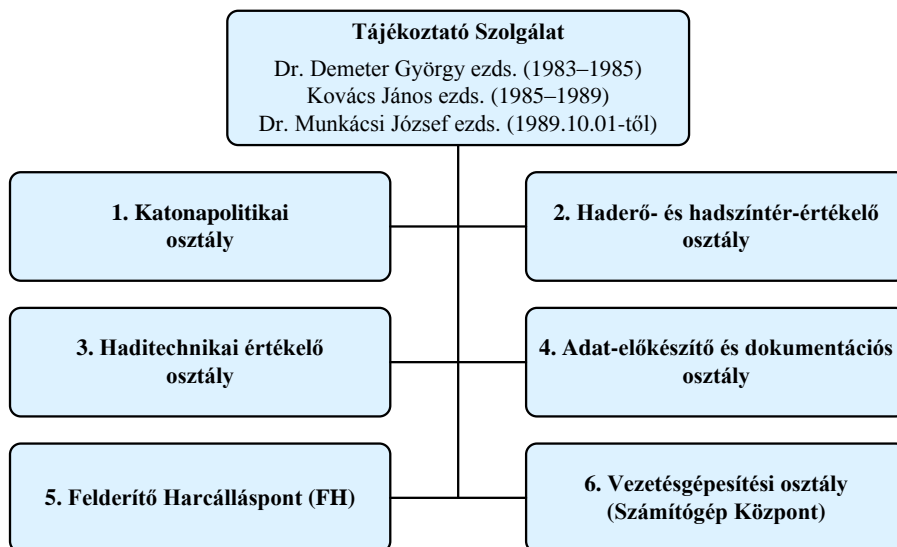 Tájékoztató Szolgálat
Dr. Demeter György ezds. (1983–1985)
Kovács János ezds. (1985–1989)
Dr. Munkácsi József ezds. (1989.10.01-től)
1. Katonapolitikai
osztály
2. Haderő- és hadszíntér-értékelő
osztály
3. Haditechnikai értékelő
osztály
4. Adat-előkészítő és dokumentációs
osztály
5. Felderítő Harcálláspont (FH)
6. Vezetésgépesítési osztály
(Számítógép Központ)